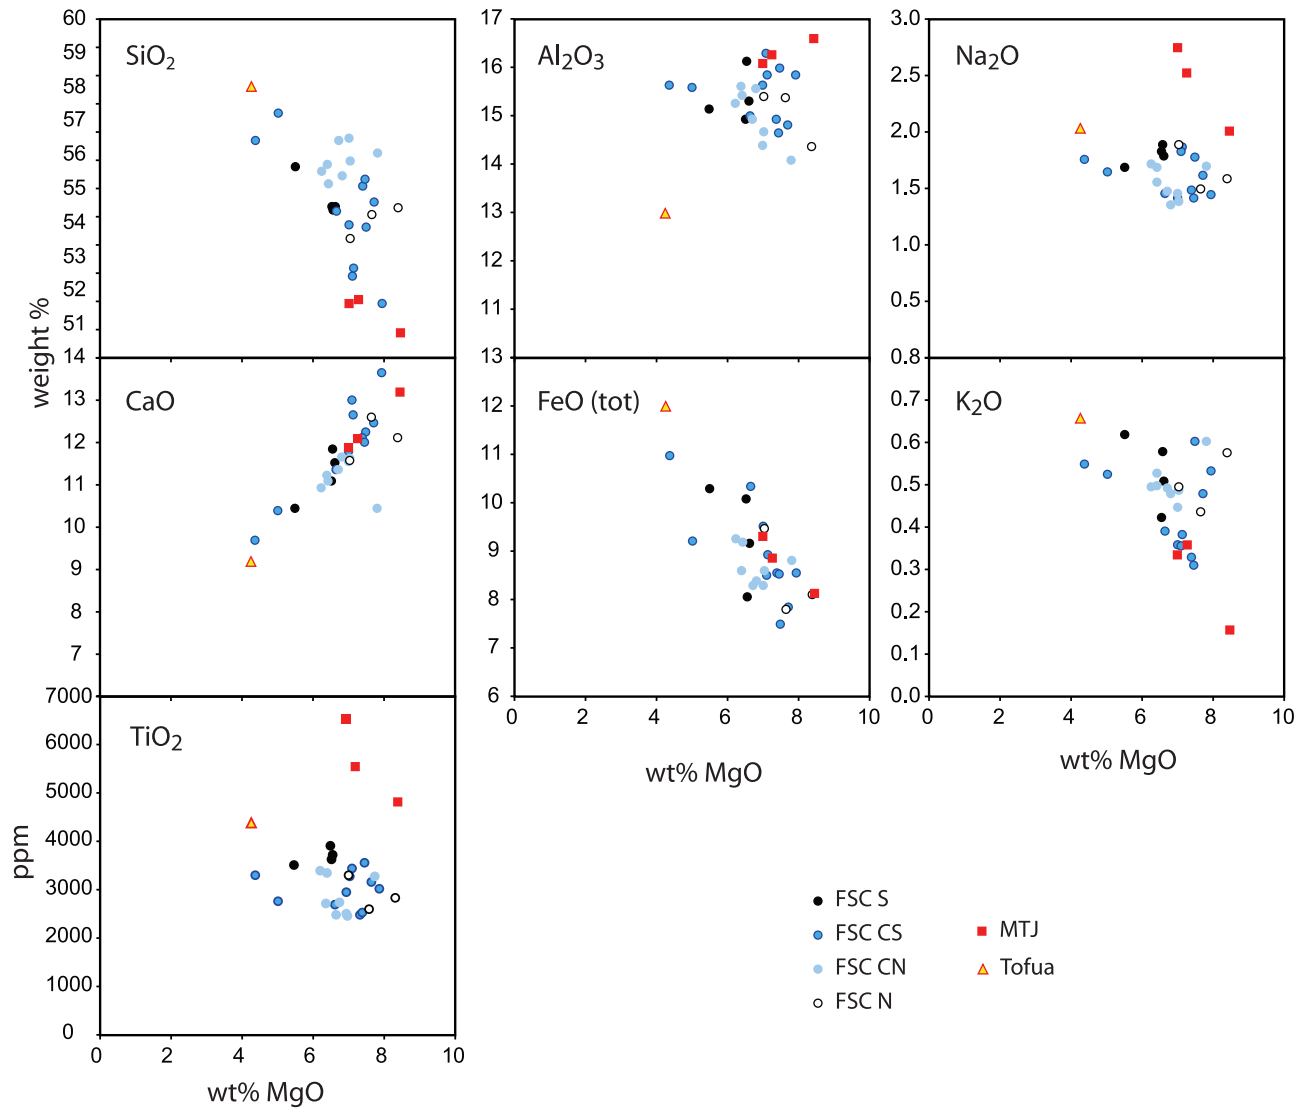 60
59
58
57
56
55
54
53
52
51
14
SiO2
17
16
15
14
13
12
11
13
Al2O3
3.0
2.5
2.0
1.5
1.0
0.5
0.8
Na2O
weight %
13
12
11
10
9
8
7
7000
CaO
12
11
10
9
8
7
6
FeO (tot)
0 2 4 6 8 10
wt% MgO
0.7
0.6
0.5
0.4
0.3
0.2
0.1
0.0
K2O
0 2 4 6 8 10
wt% MgO
ppm
6000
5000
4000
3000
2000
1000
0
TiO2
0 2 4 6 8 10
wt% MgO
FSC S
FSC CS
FSC CN
FSC N
MTJ
Tofua